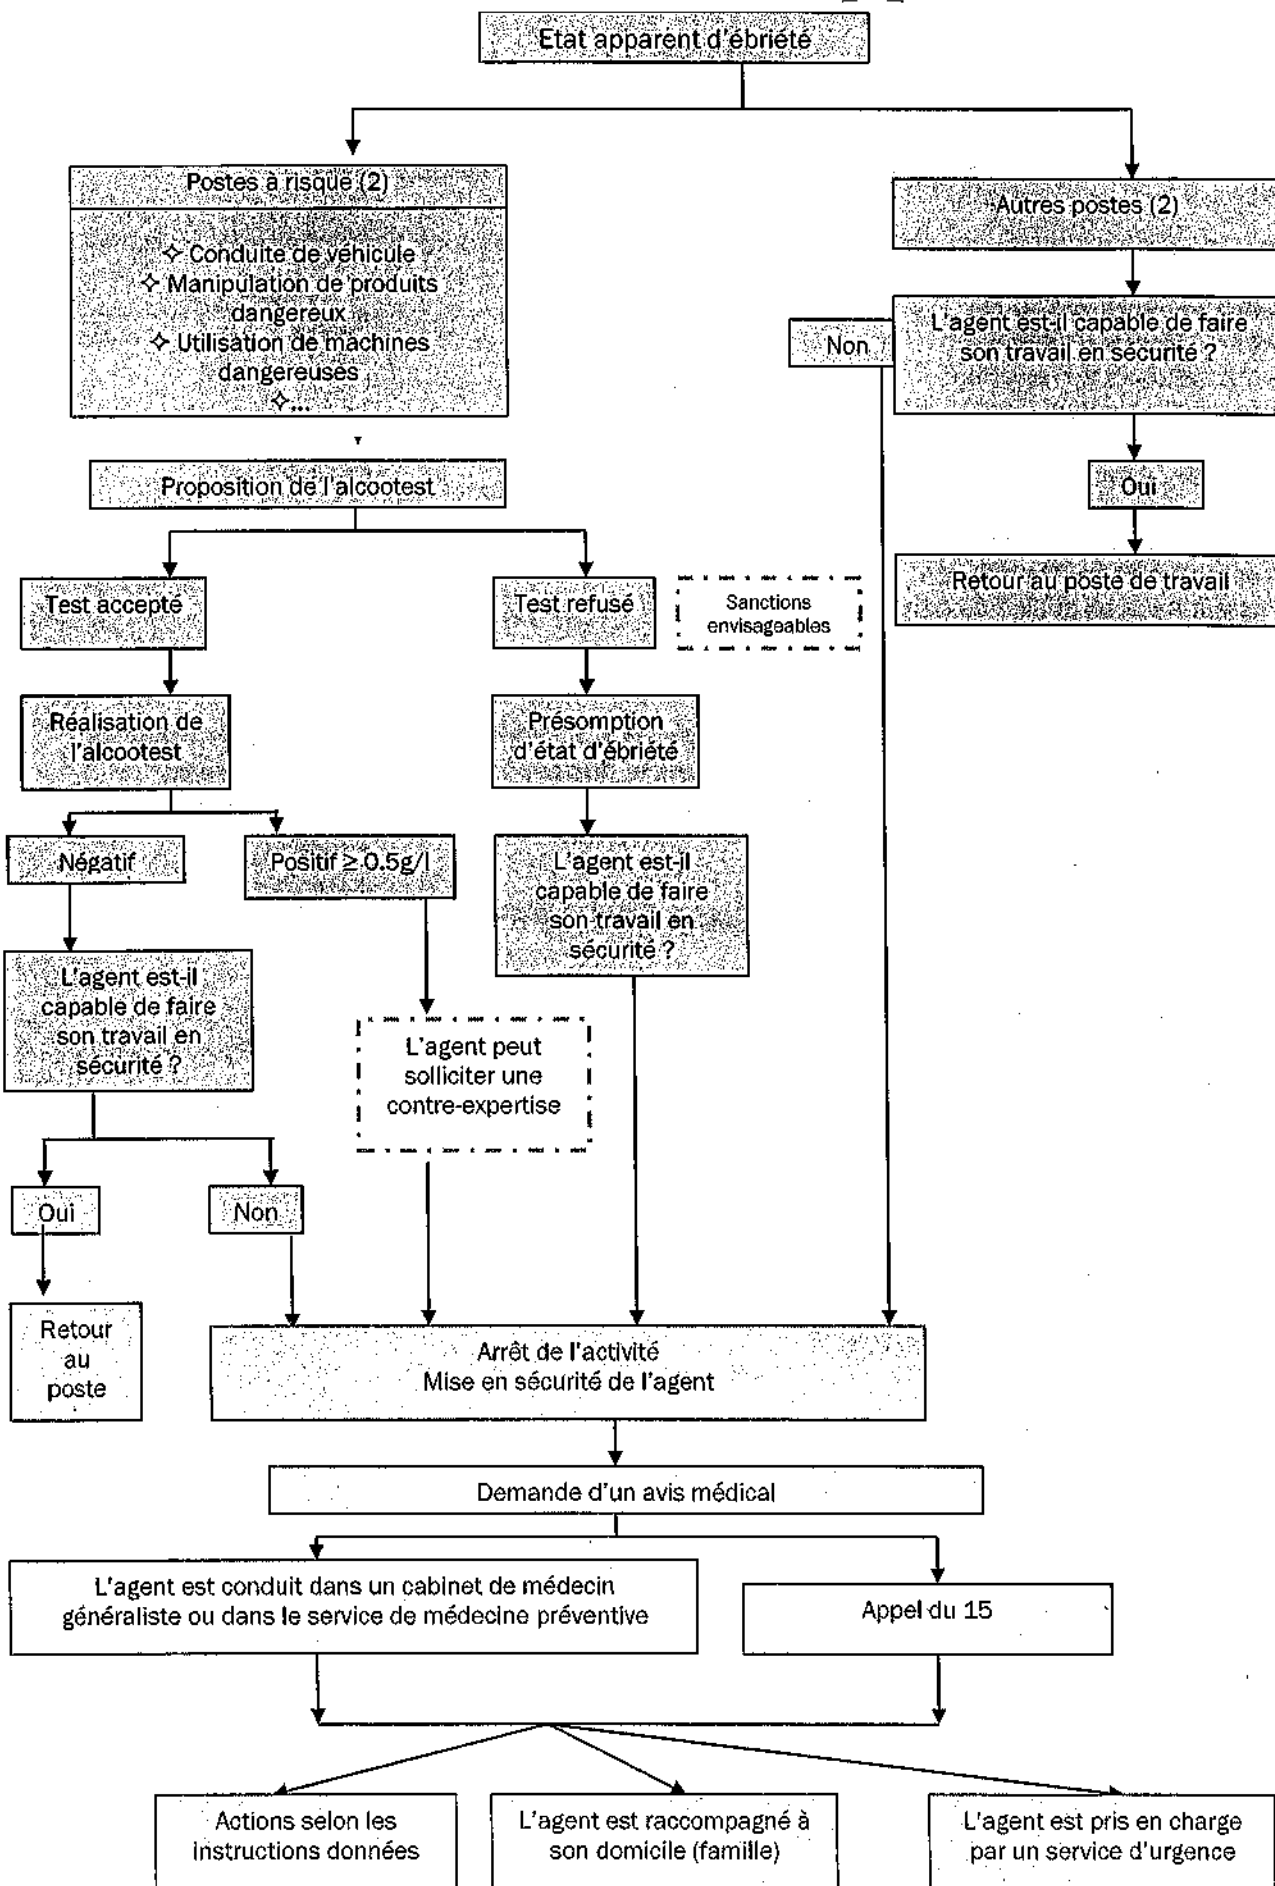 Etat apparent d'ébriété
Postes à risque (2)
✧ Conduite de véhicule
✧ Manipulation de produits
dangereux
✧ Utilisation de machines
dangereuses
✧...
Autres postes (2)
L'agent est-il capable de faire
son travail en sécurité ?
Non
Oui
Retour au poste de travail
Proposition de l'alcootest
Test accepté
Test refusé
Sanctions
envisageables
Réalisation de
l'alcootest
Présomption
d'état d'ébriété
Négatif
Positif ≥ 0.5g/l
L'agent est-il
capable de faire
son travail en
sécurité ?
L'agent est-il
capable de faire
son travail en
sécurité ?
L'agent peut
solliciter une
contre-expertise
Oui
Non
Retour
au
poste
Arrêt de l'activité
Mise en sécurité de l'agent
Demande d'un avis médical
L'agent est conduit dans un cabinet de médecin
généraliste ou dans le service de médecine préventive
Appel du 15
Actions selon les
instructions données
L'agent est raccompagné à
son domicile (famille)
L'agent est pris en charge
par un service d'urgence